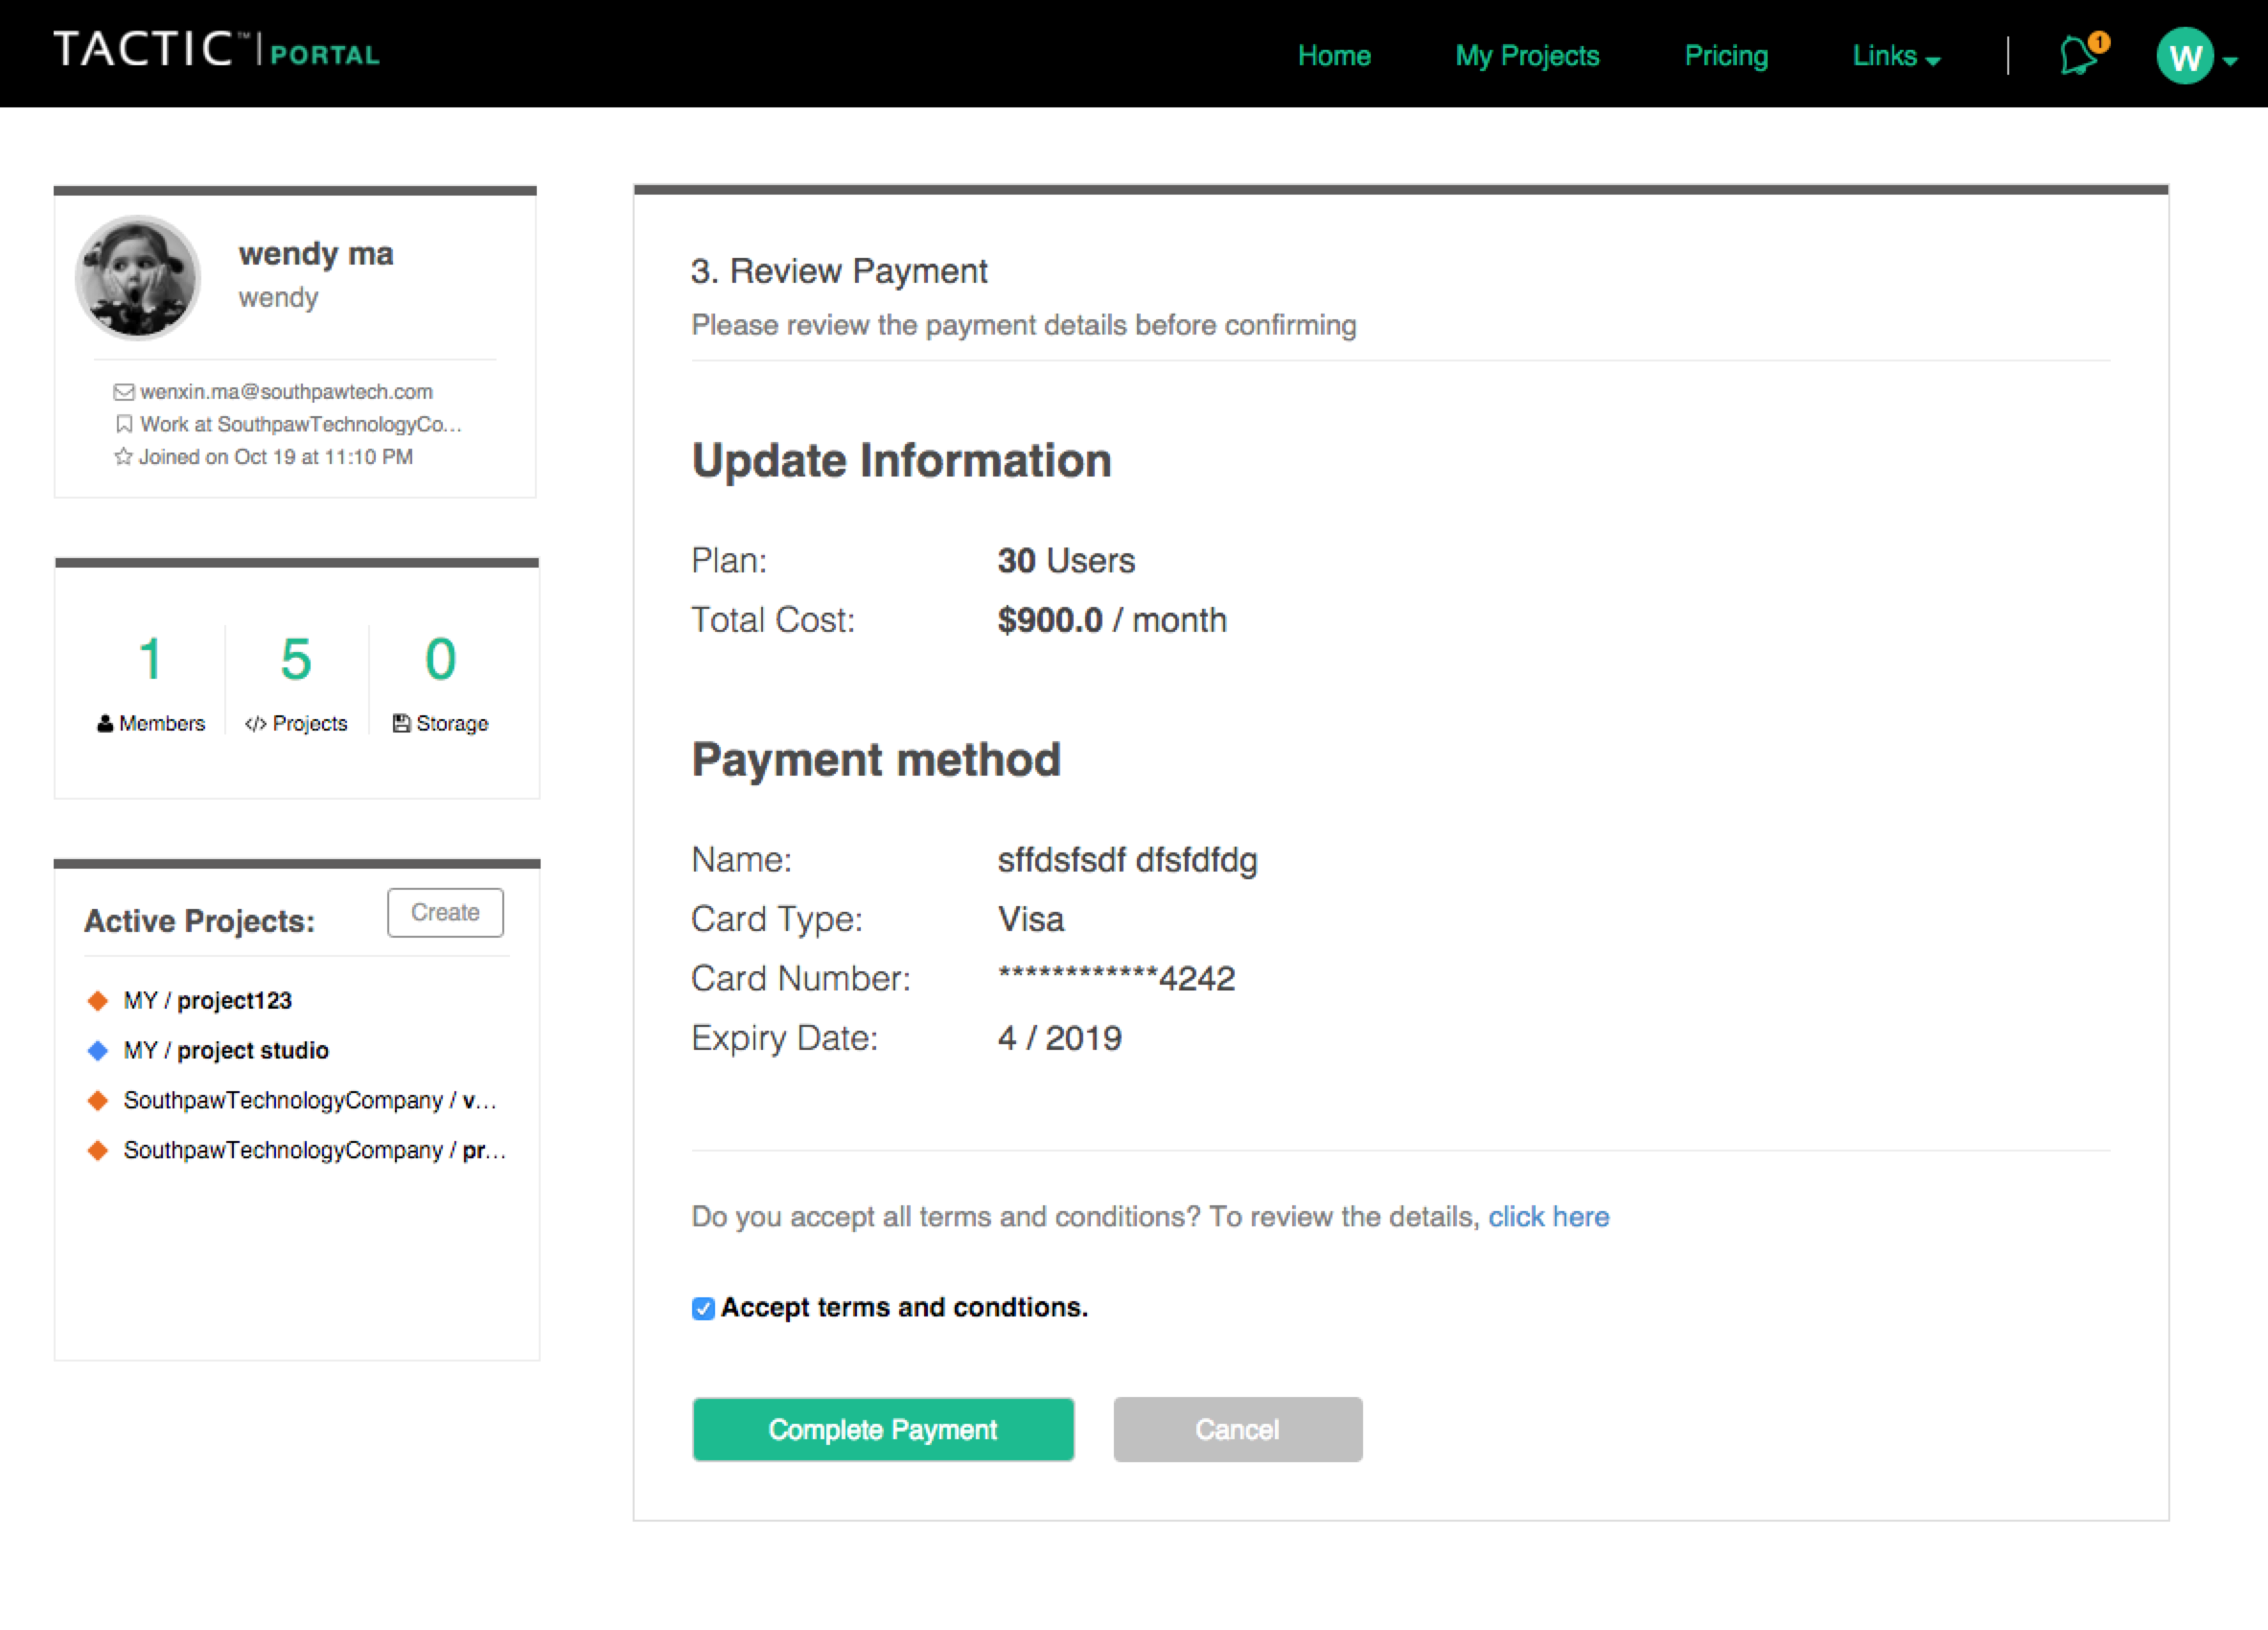 TACTIC™ | PORTAL
Home My Projects Pricing Links 1 W
wendy ma
wendy
wenxin.ma@southpawtech.com
Work at SouthpawTechnologyCo...
Joined on Oct 19 at 11:10 PM
1 5 0
Members </> Projects Storage
Active Projects: Create
MY / project123
MY / project studio
SouthpawTechnologyCompany / v...
SouthpawTechnologyCompany / pr...
3. Review Payment
Please review the payment details before confirming
Update Information
Plan: 30 Users
Total Cost: $900.0 / month
Payment method
Name: sffdsfsdf dfsfdfdg
Card Type: Visa
Card Number: ************4242
Expiry Date: 4 / 2019
Do you accept all terms and conditions? To review the details, click here
Accept terms and condtions.
Complete Payment Cancel